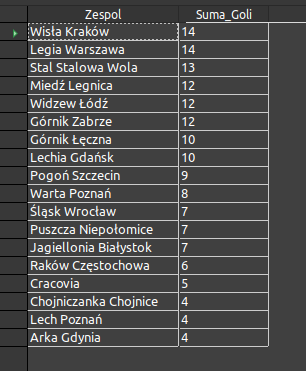 Zespol Suma_Goli
Wisła Kraków 14
Legia Warszawa 14
Stal Stalowa Wola 13
Miedź Legnica 12
Widzew Łódź 12
Górnik Zabrze 12
Górnik Łęczna 10
Lechia Gdańsk 10
Pogoń Szczecin 9
Warta Poznań 8
Śląsk Wrocław 7
Puszcza Niepołomice 7
Jagiellonia Białystok 7
Raków Częstochowa 6
Cracovia 5
Chojniczanka Chojnice 4
Lech Poznań 4
Arka Gdynia 4